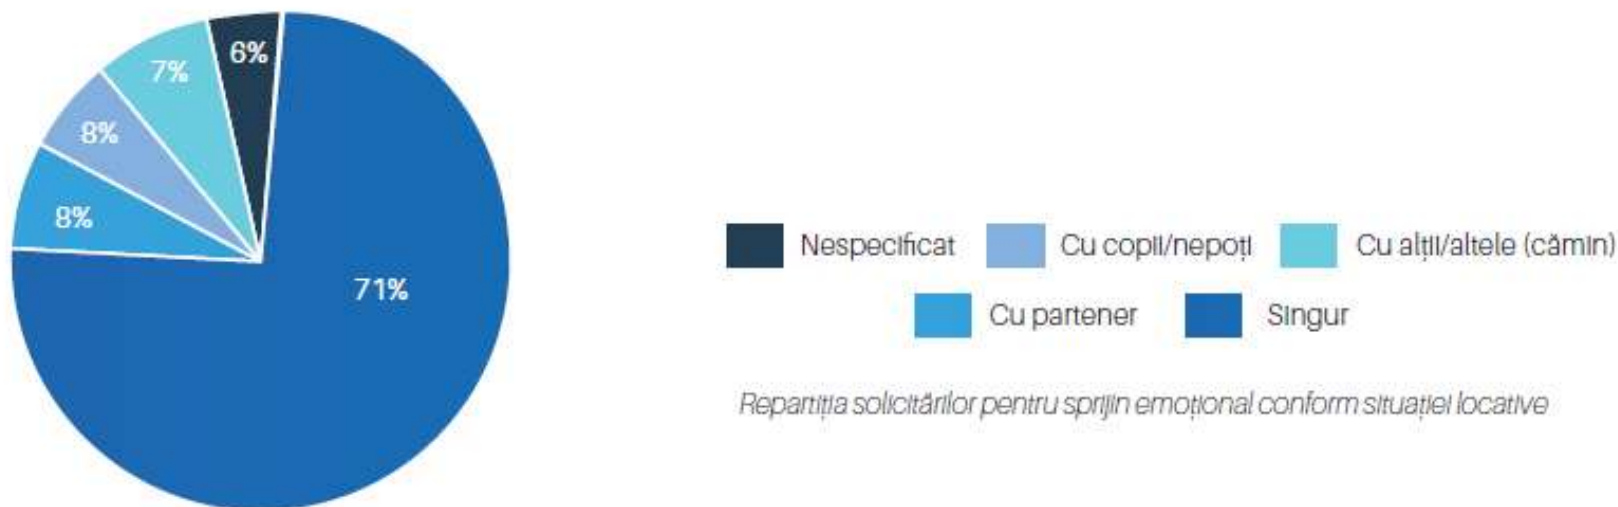 6%
7%
8%
8%
71%
Nespecificat
Cu copii/nepoți
Cu alții/altele (cămin)
Cu partener
Singur
Repartiția solicitărilor pentru sprijin emoțional conform situației locative